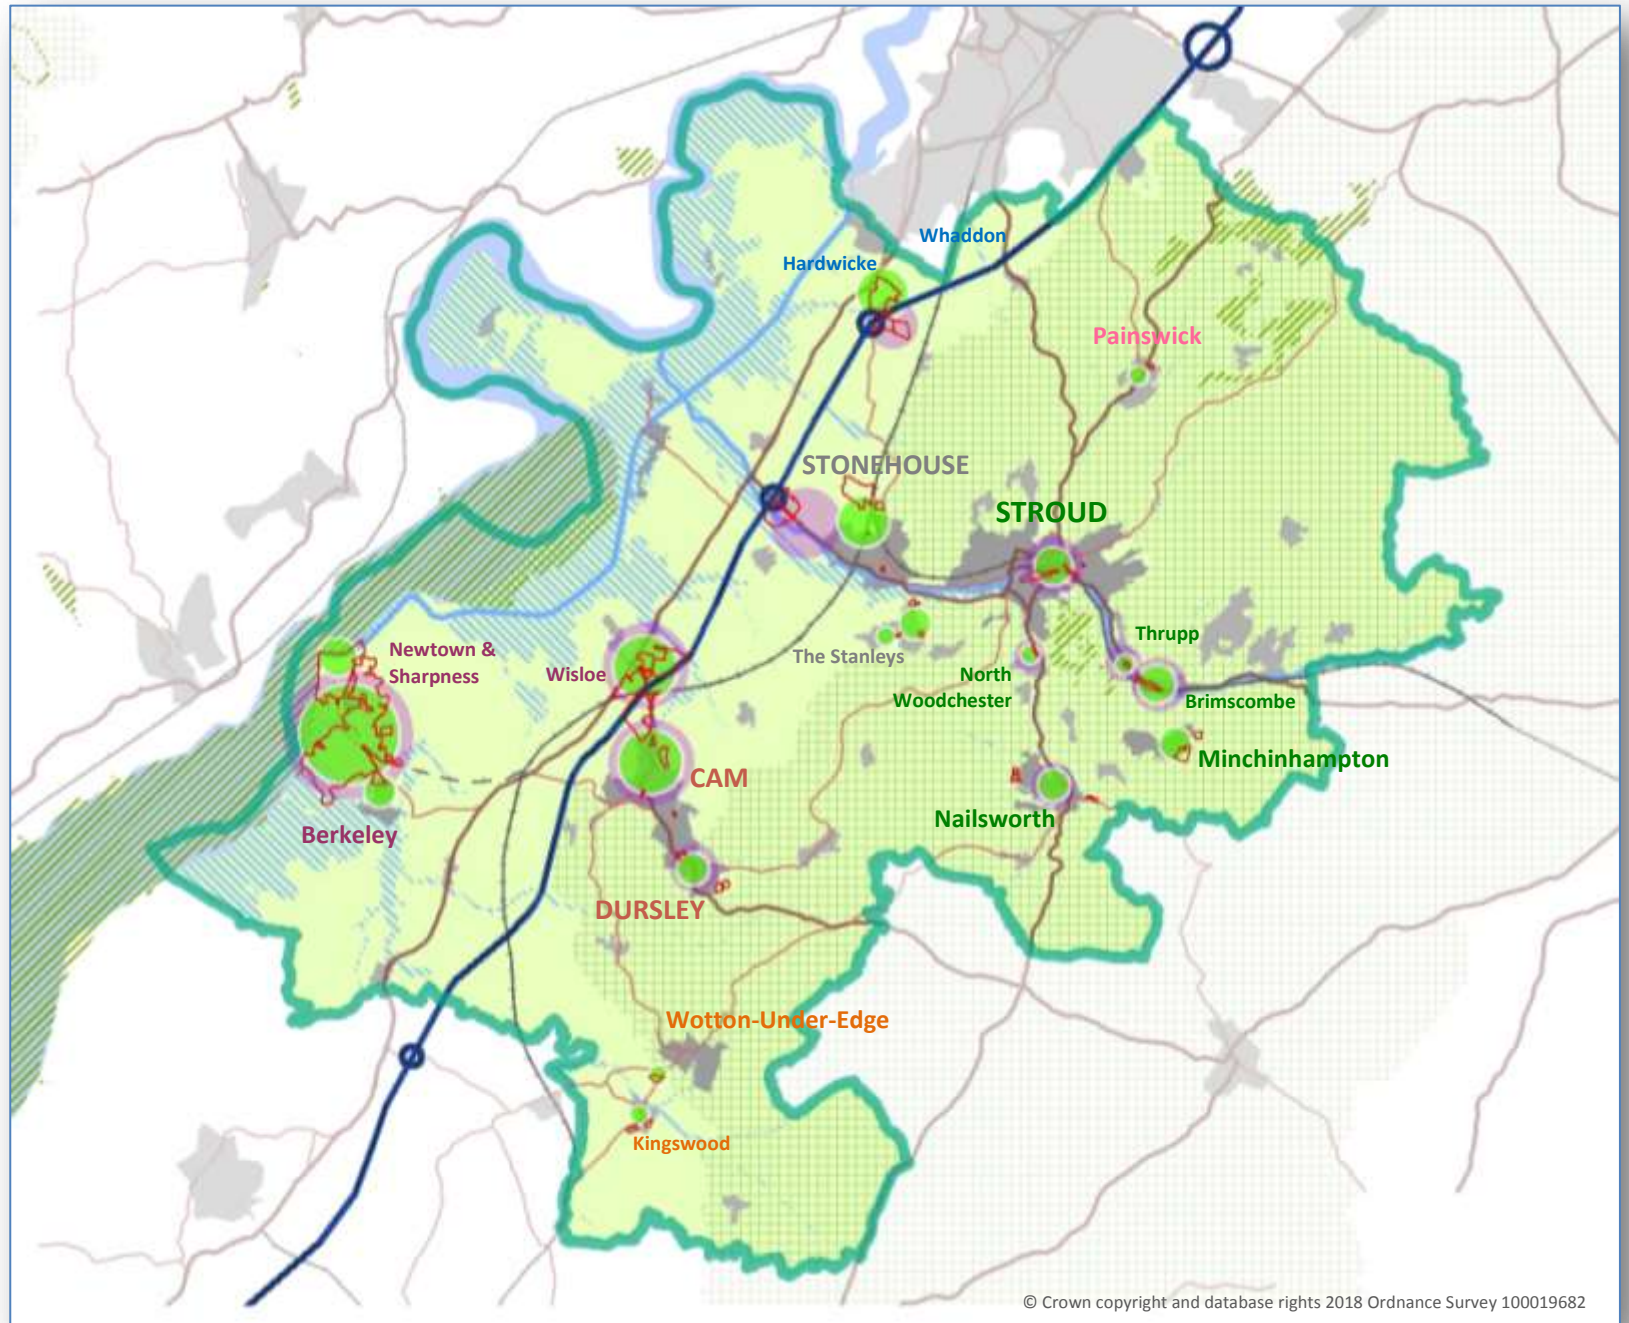 Whaddon
Hardwicke
Painswick
STONEHOUSE
STROUD
Thrupp
Newtown &
Sharpness
Wisloe
The Stanleys
North
Woodchester
Brimscombe
Minchinhampton
CAM
Nailsworth
Berkeley
DURSLEY
Wotton-Under-Edge
Kingswood
© Crown copyright and database rights 2018 Ordnance Survey 100019682